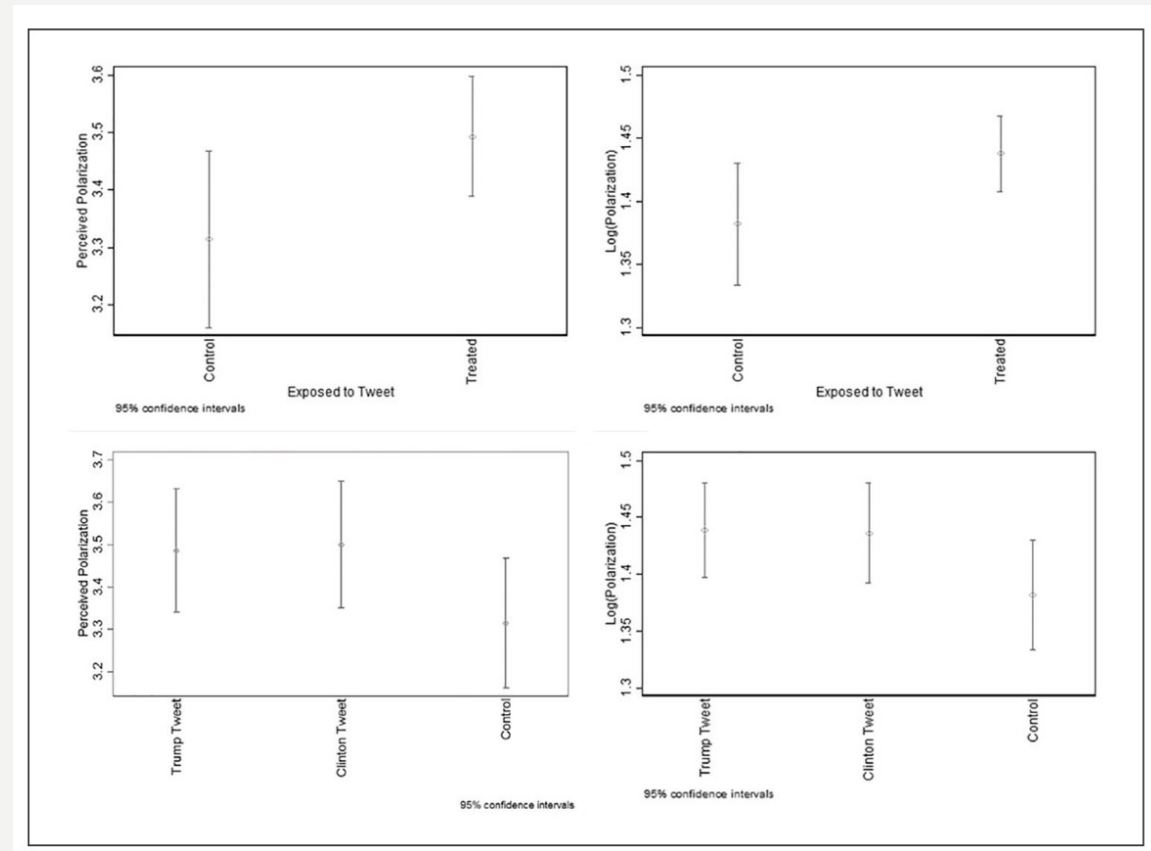 3.6
3.5
3.4
3.3
3.2
Perceived Polarization
Control
Treated
Exposed to Tweet
95% confidence intervals
1.5
1.45
1.4
1.35
1.3
Log(Polarization)
Control
Treated
Exposed to Tweet
95% confidence intervals
3.7
3.6
3.5
3.4
3.3
3.2
Perceived Polarization
Trump Tweet
Clinton Tweet
Control
95% confidence intervals
1.5
1.45
1.4
1.35
1.3
Log(Polarization)
Trump Tweet
Clinton Tweet
Control
95% confidence intervals